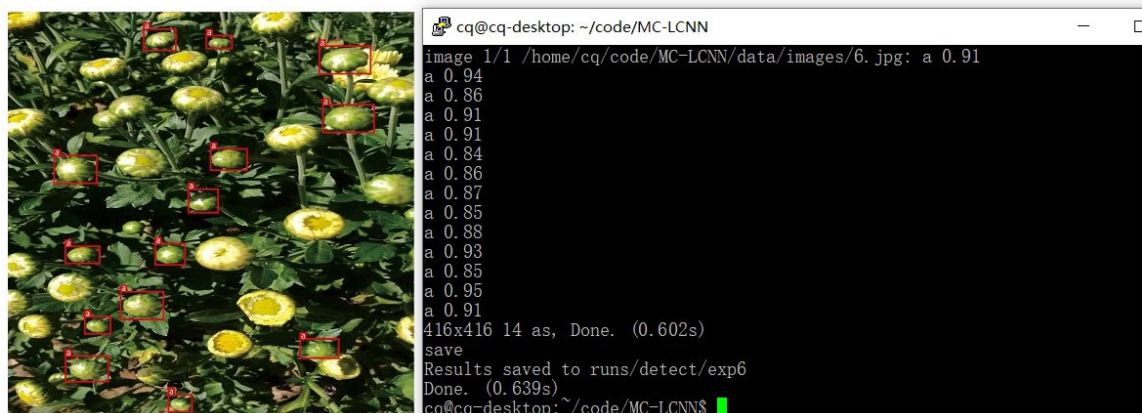 a
a
a
a
a
a
a
a
a
a
a
a
a
a
cq@cq-desktop: ~/code/MC-LCNN
image 1/1 /home/cq/code/MC-LCNN/data/images/6.jpg: a 0.91
a 0.94
a 0.86
a 0.91
a 0.91
a 0.84
a 0.86
a 0.87
a 0.85
a 0.88
a 0.93
a 0.85
a 0.95
a 0.91
416x416 14 as, Done. (0.602s)
save
Results saved to runs/detect/exp6
Done. (0.639s)
cq@cq-desktop:~/code/MC-LCNN$